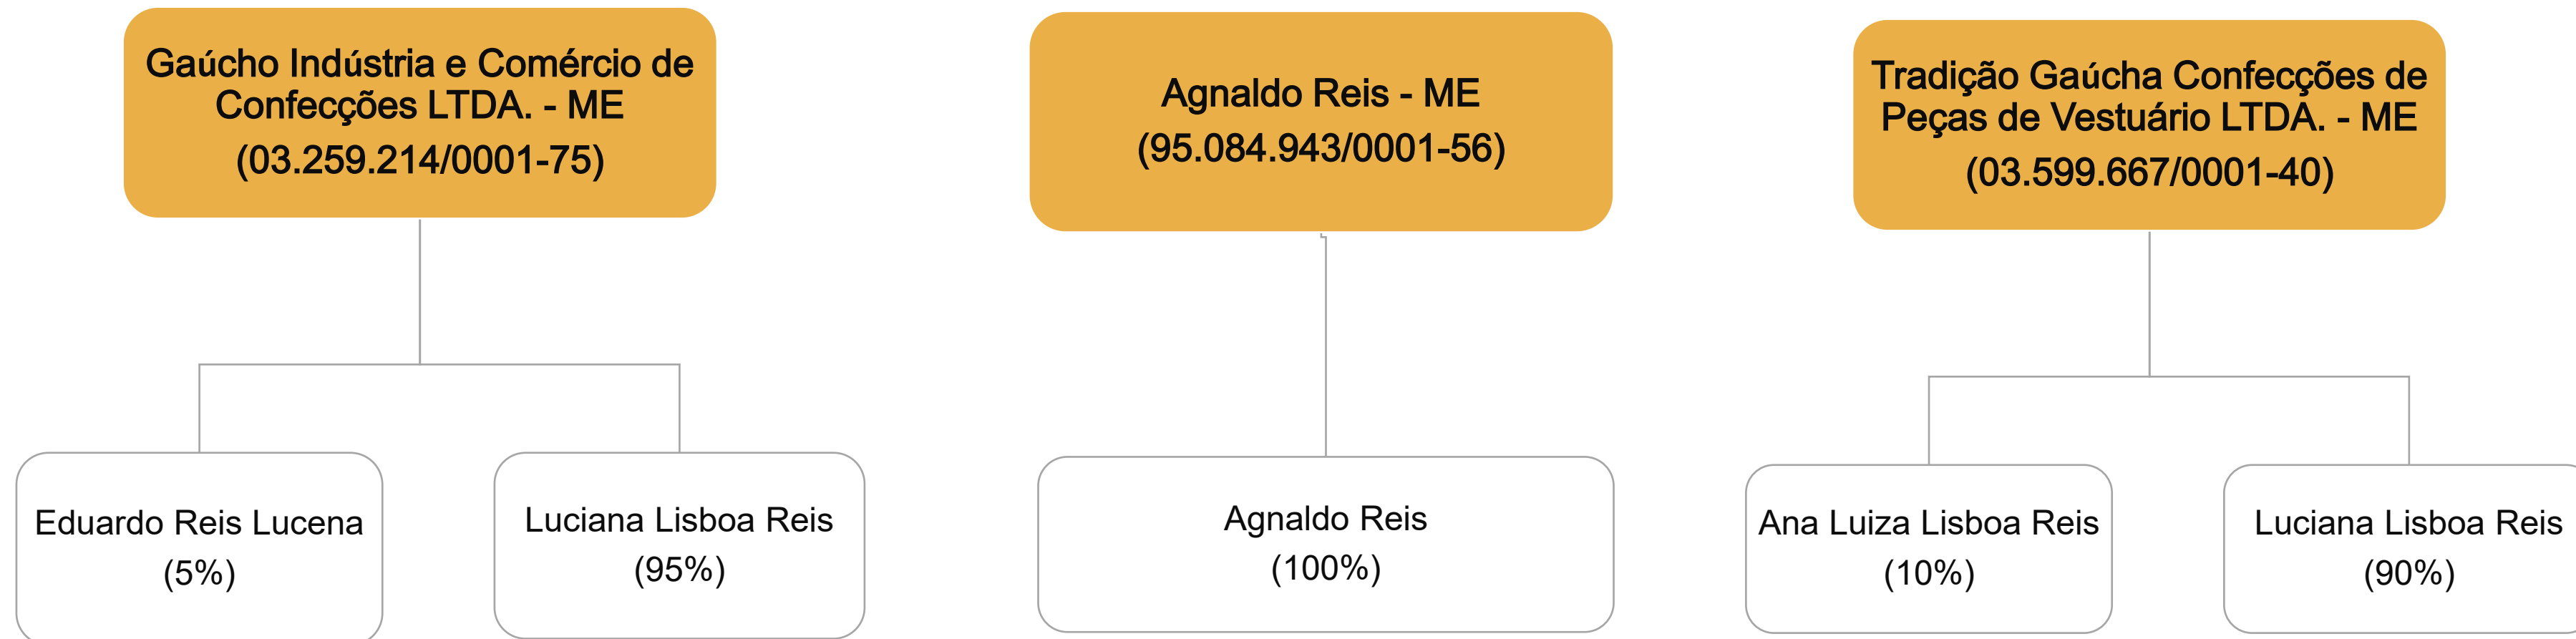 Gaúcho Indústria e Comércio de
Confecções LTDA. - ME
(03.259.214/0001-75)
Agnaldo Reis - ME
(95.084.943/0001-56)
Tradição Gaúcha Confecções de
Peças de Vestuário LTDA. - ME
(03.599.667/0001-40)
Eduardo Reis Lucena
(5%)
Luciana Lisboa Reis
(95%)
Agnaldo Reis
(100%)
Ana Luiza Lisboa Reis
(10%)
Luciana Lisboa Reis
(90%)